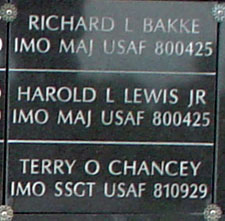 RICHARD L BAKKE
IMO MAJ USAF 800425
HAROLD L LEWIS JR
IMO MAJ USAF 800425
TERRY O CHANCEY
IMO SSGT USAF 810929